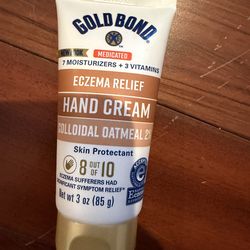 GOLD BOND
MEDICATED
7 MOISTURIZERS + 3 VITAMINS
ECZEMA RELIEF
HAND CREAM
COLLOIDAL OATMEAL 2%
Skin Protectant
8 OUT OF 10
ECZEMA SUFFERERS HAD
SIGNIFICANT SYMPTOM RELIEF
Net wt 3 oz (85 g)